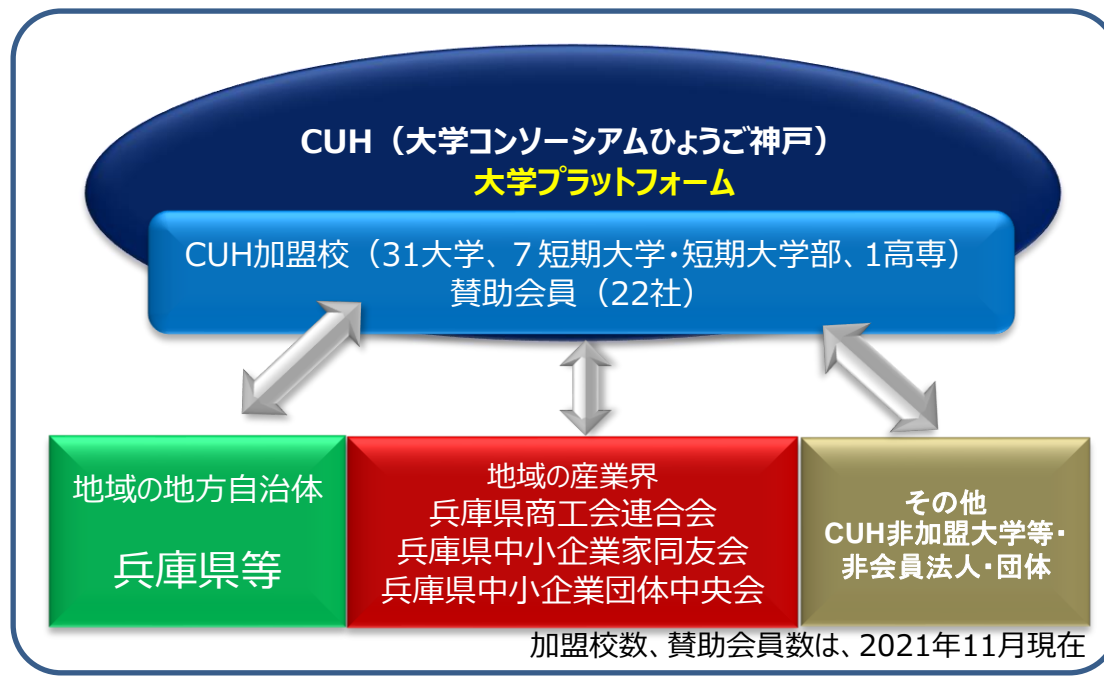 CUH（大学コンソーシアムひょうご神戸）
大学プラットフォーム
CUH加盟校（31大学、７短期大学・短期大学部、1高専）
賛助会員（22社）
地域の地方自治体
兵庫県等
地域の産業界
兵庫県商工会連合会
兵庫県中小企業家同友会
兵庫県中小企業団体中央会
その他
CUH非加盟大学等・
非会員法人・団体
加盟校数、賛助会員数は、2021年11月現在